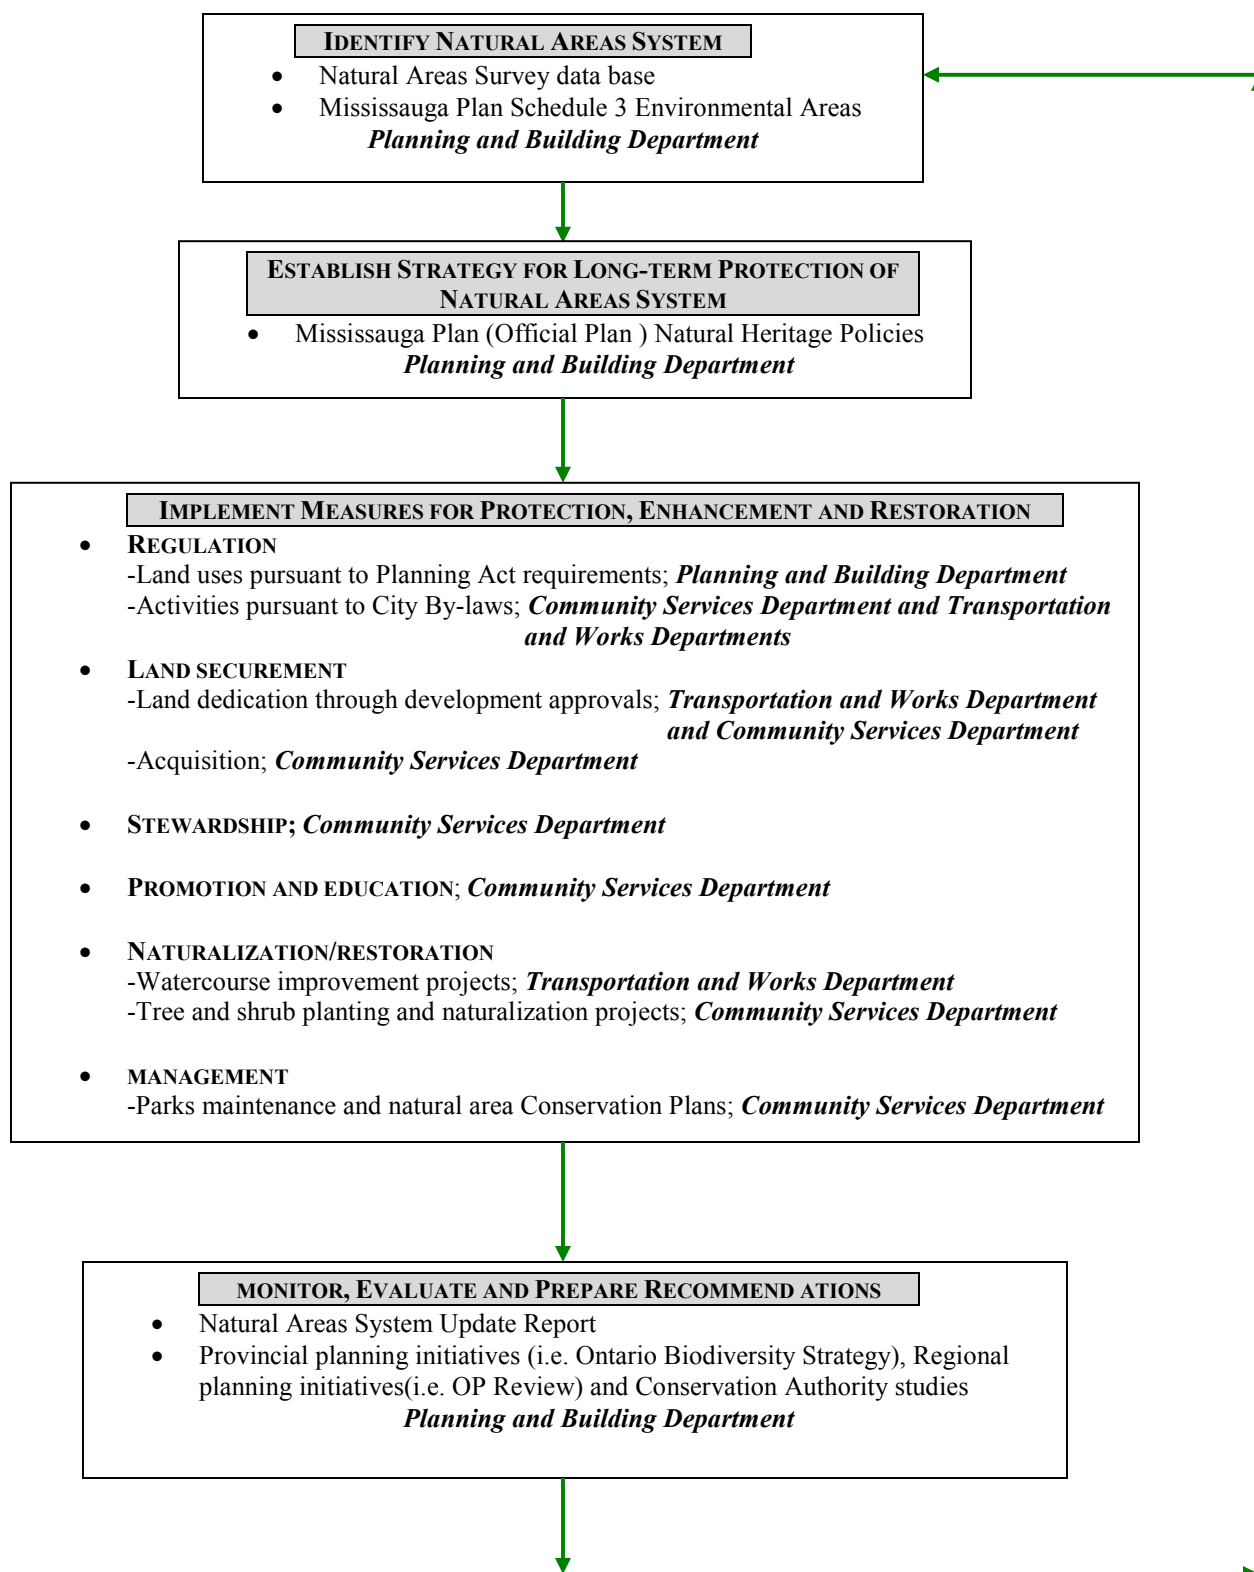 IDENTIFY NATURAL AREAS SYSTEM
• Natural Areas Survey data base
• Mississauga Plan Schedule 3 Environmental Areas
Planning and Building Department
ESTABLISH STRATEGY FOR LONG-TERM PROTECTION OF
NATURAL AREAS SYSTEM
• Mississauga Plan (Official Plan ) Natural Heritage Policies
Planning and Building Department
IMPLEMENT MEASURES FOR PROTECTION, ENHANCEMENT AND RESTORATION
• REGULATION
-Land uses pursuant to Planning Act requirements; Planning and Building Department
-Activities pursuant to City By-laws; Community Services Department and Transportation
and Works Departments
• LAND SECUREMENT
-Land dedication through development approvals; Transportation and Works Department
and Community Services Department
-Acquisition; Community Services Department
• STEWARDSHIP; Community Services Department
• PROMOTION AND EDUCATION; Community Services Department
• NATURALIZATION/RESTORATION
-Watercourse improvement projects; Transportation and Works Department
-Tree and shrub planting and naturalization projects; Community Services Department
• MANAGEMENT
-Parks maintenance and natural area Conservation Plans; Community Services Department
MONITOR, EVALUATE AND PREPARE RECOMMEND ATIONS
• Natural Areas System Update Report
• Provincial planning initiatives (i.e. Ontario Biodiversity Strategy), Regional
planning initiatives(i.e. OP Review) and Conservation Authority studies
Planning and Building Department